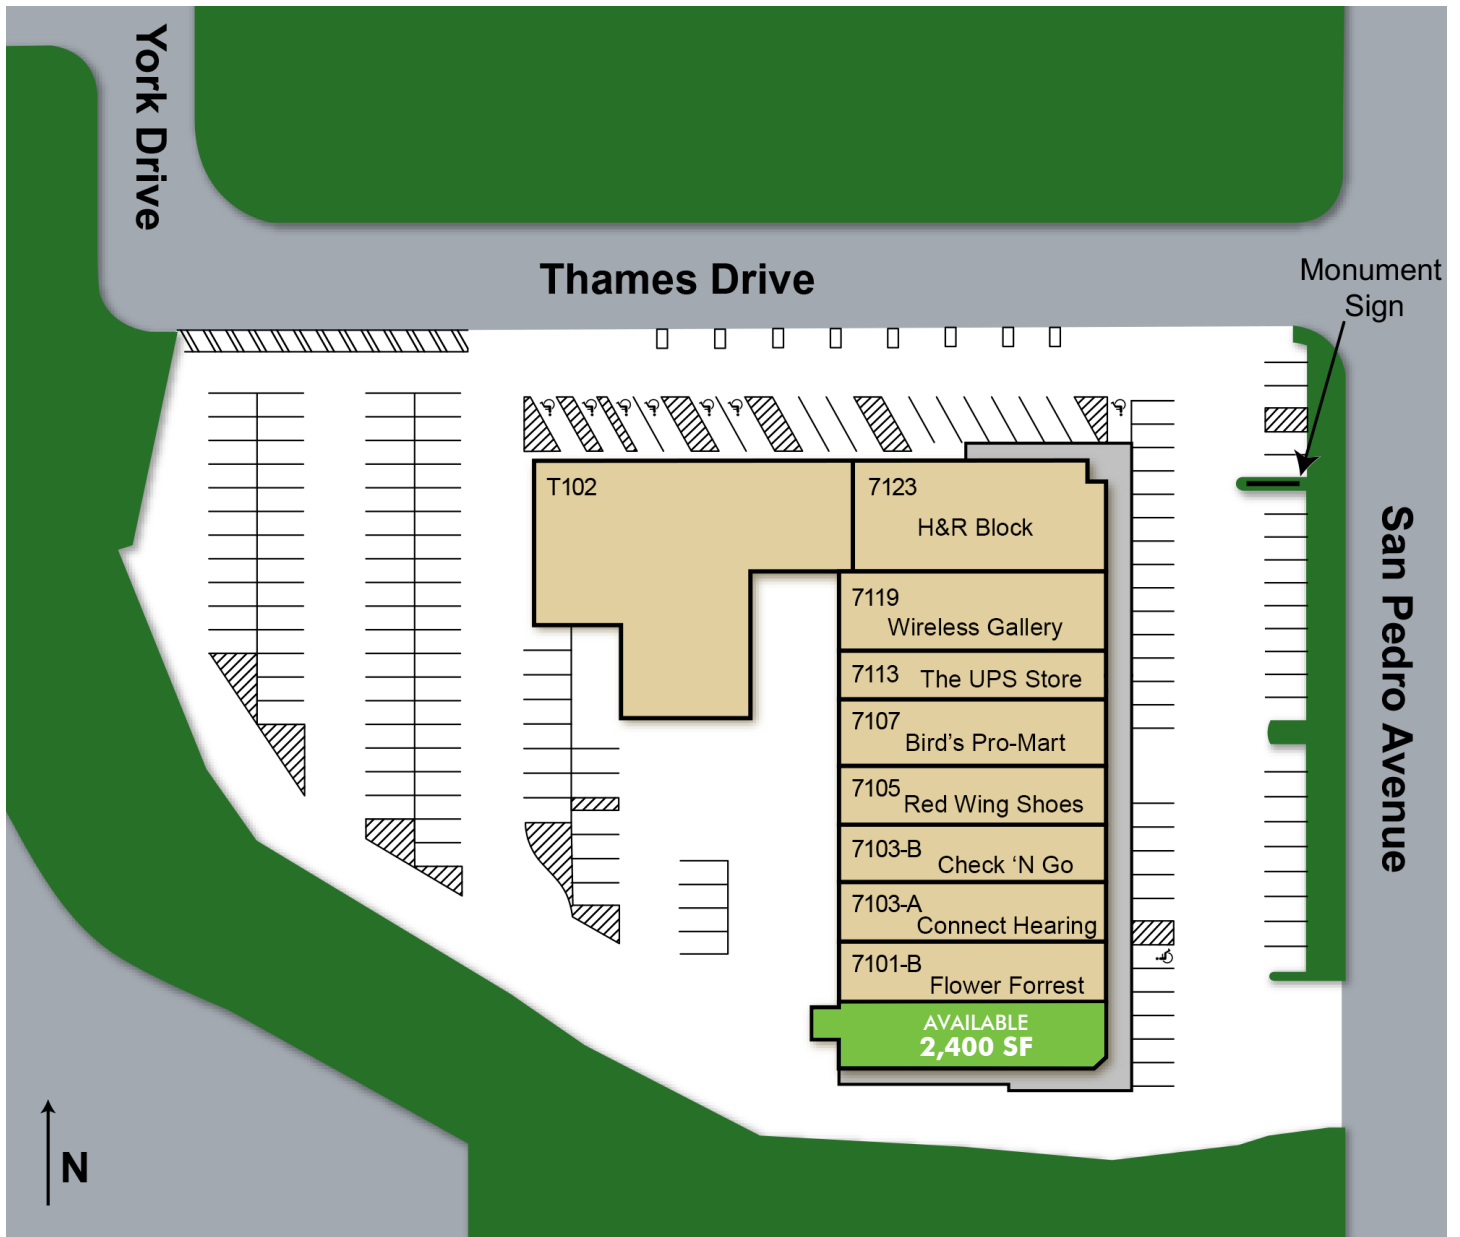 York Drive
Thames Drive
Monument
Sign
San Pedro Avenue
T102
7123
H&R Block
7119
Wireless Gallery
7113 The UPS Store
7107
Bird’s Pro-Mart
7105
Red Wing Shoes
7103-B
Check ‘N Go
7103-A
Connect Hearing
7101-B
Flower Forrest
AVAILABLE
2,400 SF
N